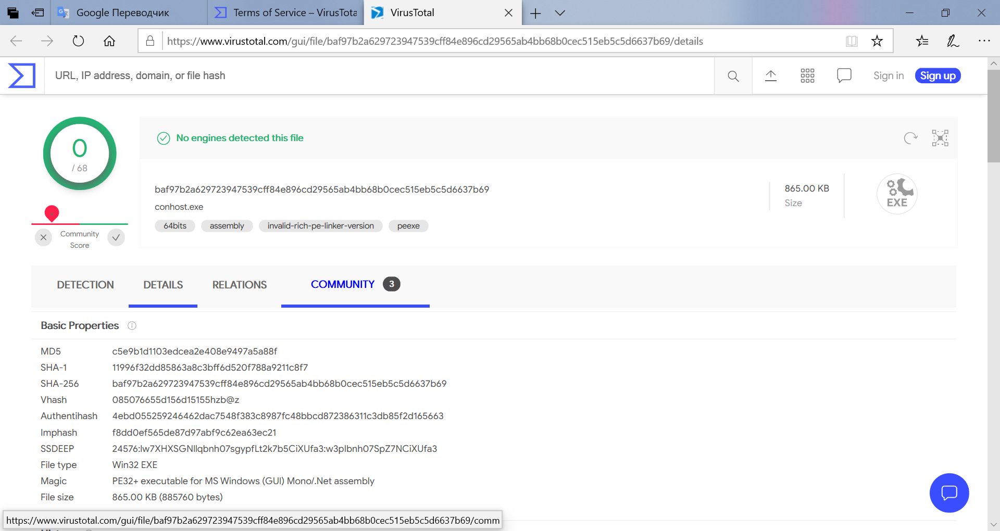 Google Переводчик
Terms of Service – VirusTota
VirusTotal
https://www.virustotal.com/gui/file/baf97b2a629723947539cff84e896cd29565ab4bb68b0cec515eb5c5d6637b69/details
URL, IP address, domain, or file hash
Sign in
Sign up
0
/ 68
No engines detected this file
baf97b2a629723947539cff84e896cd29565ab4bb68b0cec515eb5c5d6637b69
conhost.exe
64bits
assembly
invalid-rich-pe-linker-version
peexe
865.00 KB
Size
EXE
Community
Score
DETECTION
DETAILS
RELATIONS
COMMUNITY
3
Basic Properties
MD5 c5e9b1d1103edcea2e408e9497a5a88f
SHA-1 11996f32dd85863a8c3bff6d520f788a9211c8f7
SHA-256 baf97b2a629723947539cff84e896cd29565ab4bb68b0cec515eb5c5d6637b69
Vhash 085076655d156d15155hzb@z
Authentihash 4ebd055259246462dac7548f383c8987fc48bbcd872386311c3db85f2d165663
Imphash f8dd0ef565de87d97abf9c62ea63ec21
SSDEEP 24576:lw7XHXSGNllqbnh07sgypfLt2k7b5CiXUfa3:w3plbnh07SpZ7NCiXUfa3
File type Win32 EXE
Magic PE32+ executable for MS Windows (GUI) Mono/.Net assembly
File size 865.00 KB (885760 bytes)
https://www.virustotal.com/gui/file/baf97b2a629723947539cff84e896cd29565ab4bb68b0cec515eb5c5d6637b69/comm